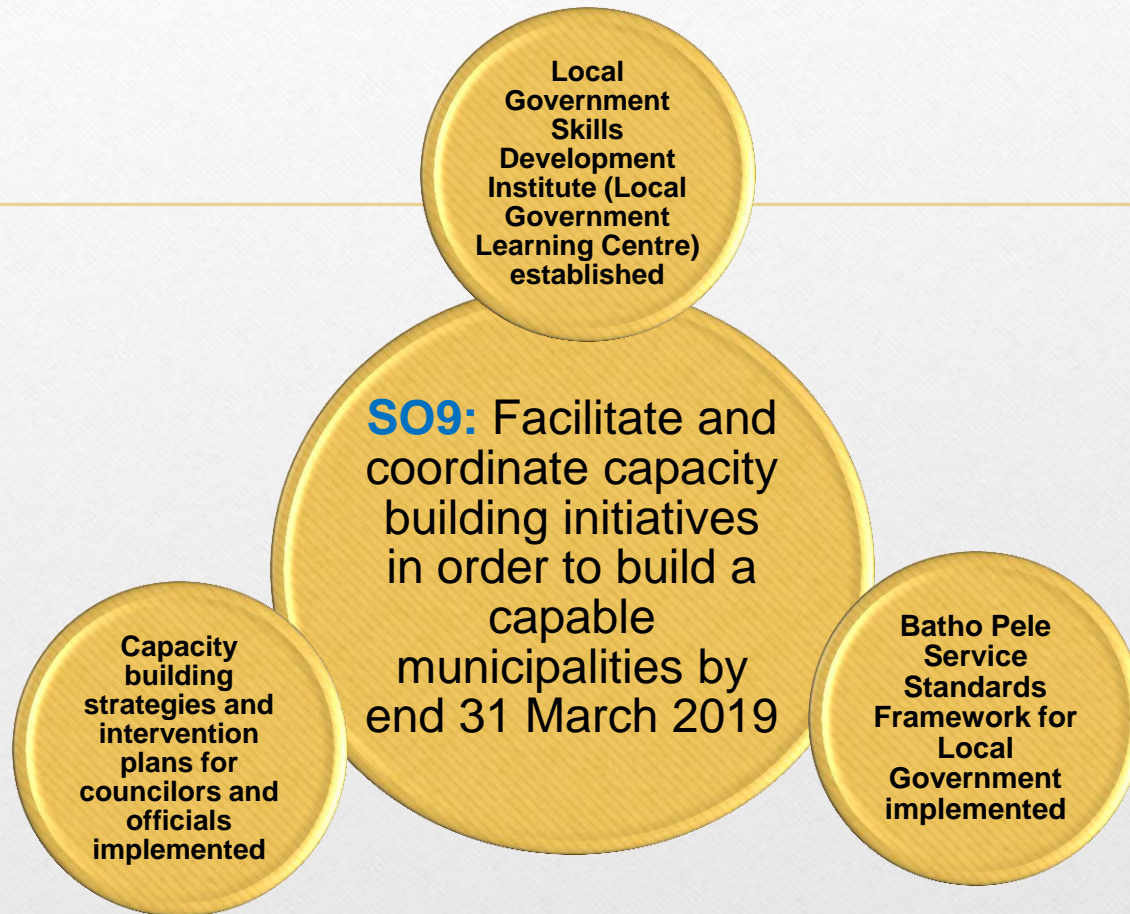 Local
Government
Skills
Development
Institute (Local
Government
Learning Centre)
established
SO9: Facilitate and
coordinate capacity
building initiatives
in order to build a
capable
municipalities by
end 31 March 2019
Capacity
building
strategies and
intervention
plans for
councilors and
officials
implemented
Batho Pele
Service
Standards
Framework for
Local
Government
implemented